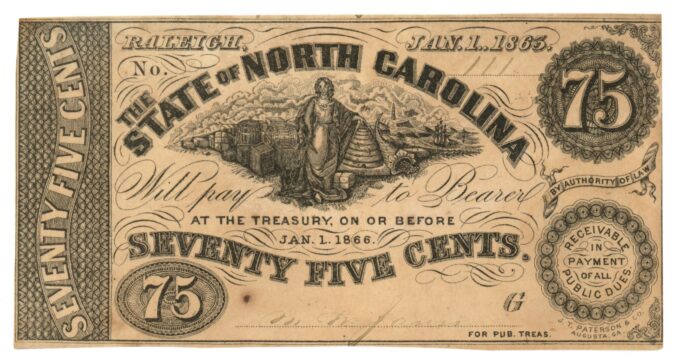 SEVENTY FIVE CENTS
RALEIGH, JAN. 1., 1863.
No. 1111
THE
STATE OF NORTH CAROLINA
75
Will pay to Bearer
BY AUTHORITY OF LAW
AT THE TREASURY, ON OR BEFORE
JAN. 1. 1866.
SEVENTY FIVE CENTS.
RECEIVABLE
IN
PAYMENT
OF ALL
PUBLIC DUES.
75
G
FOR PUB. TREAS.
J. T. PATERSON & CO.
AUGUSTA, GA.